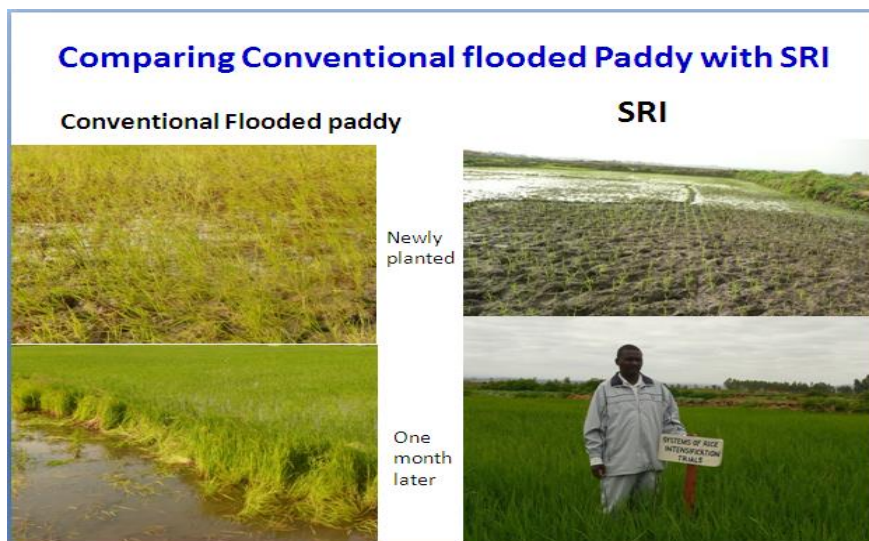 Comparing Conventional flooded Paddy with SRI
Conventional Flooded paddy
SRI
Newly
planted
One
month
later
SYSTEMS OF RICE
INTENSIFICATION
TRIALS